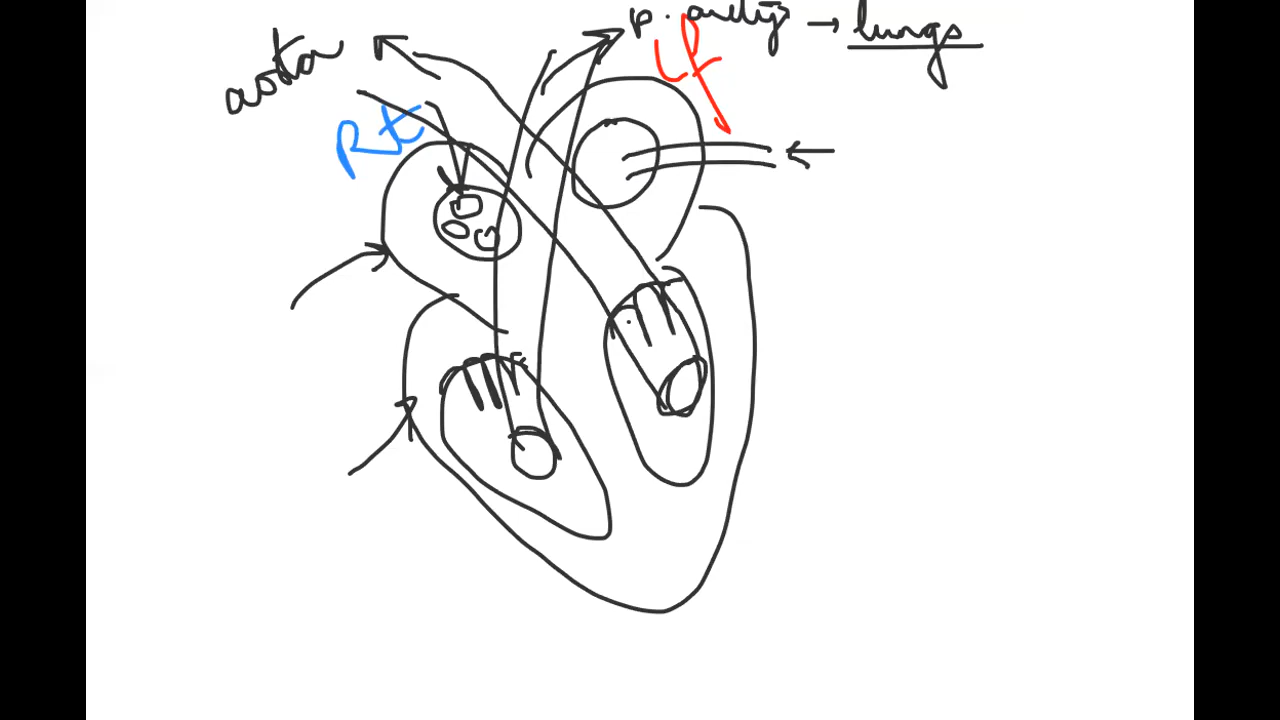 p. artery → lungs
aorta
Lf
Rt